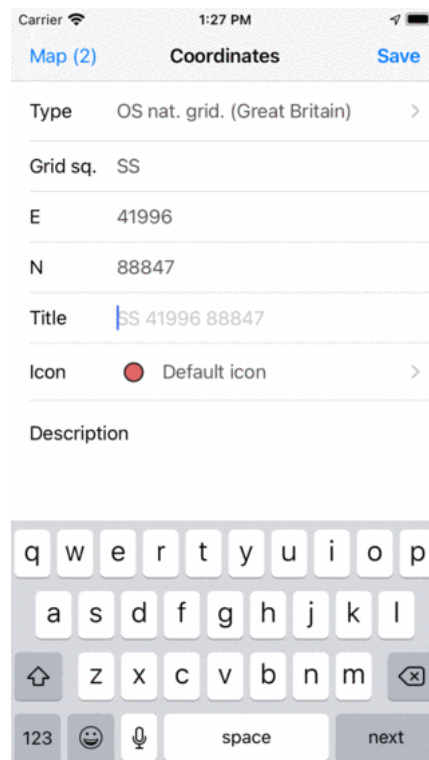 Carrier 1:27 PM
Map (2) Coordinates Save
Type OS nat. grid. (Great Britain)
Grid sq. SS
E 41996
N 88847
Title SS 41996 88847
Icon Default icon
Description
q w e r t y u i o p
a s d f g h j k l
z x c v b n m
123 space next